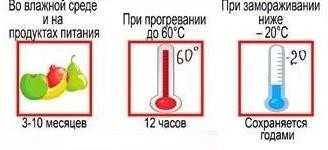 Во влажной среде
и на
продуктах питания
3-10 месяцев
При прогревании
до 60°C
60°
12 часов
При замораживании
ниже
– 20°C
-20
Сохраняется
годами